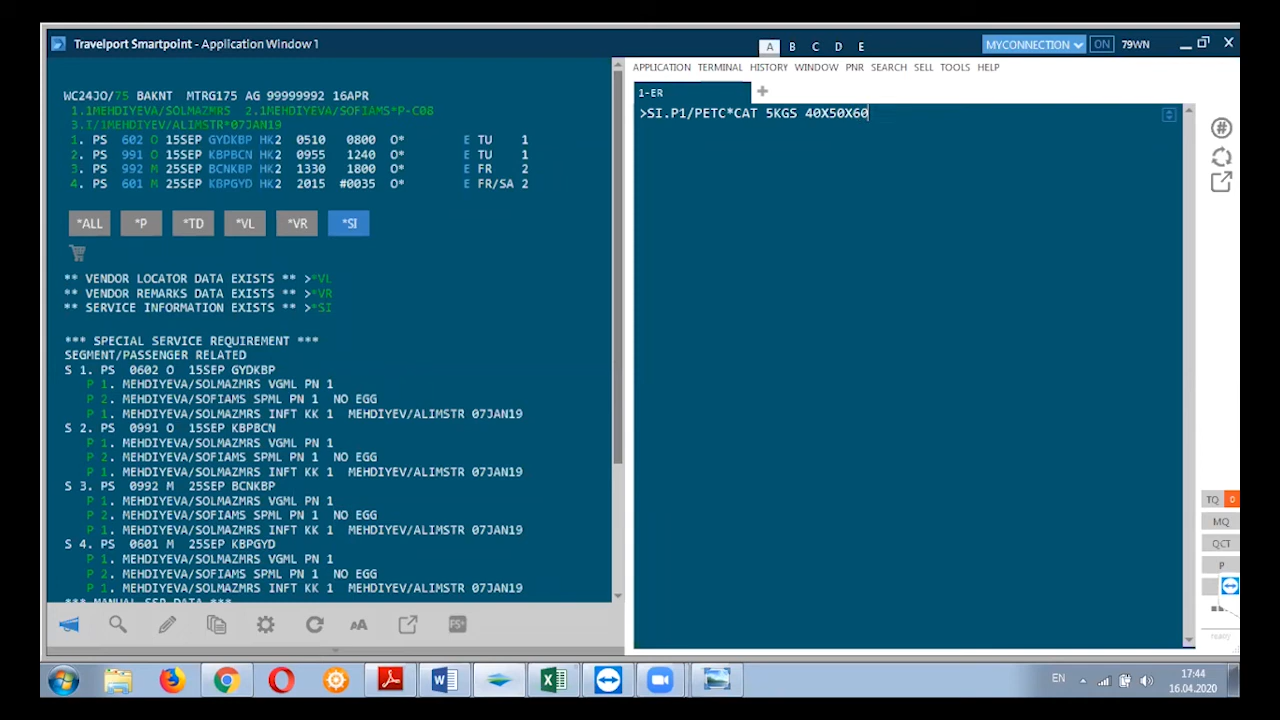 Travelport Smartpoint - Application Window 1
A B C D E
MYCONNECTION ON 79WN
APPLICATION TERMINAL HISTORY WINDOW PNR SEARCH SELL TOOLS HELP
1-ER
>SI.P1/PETC*CAT 5KGS 40X50X60
WC24JO/75 BAKNT MTRG175 AG 99999992 16APR
1.1MEHDIYEVA/SOLMAZMRS 2.1MEHDIYEVA/SOFIAMS*P-C08
3.I/1MEHDIYEV/ALIMSTR*07JAN19
1. PS 602 O 15SEP GYDKBP HK2 0510 0800 O* E TU 1
2. PS 991 O 15SEP KBPBCN HK2 0955 1240 O* E TU 1
3. PS 992 M 25SEP BCNKBP HK2 1330 1800 O* E FR 2
4. PS 601 M 25SEP KBPGYD HK2 2015 #0035 O* E FR/SA 2
*ALL *P *TD *VL *VR *SI
** VENDOR LOCATOR DATA EXISTS ** >*VL
** VENDOR REMARKS DATA EXISTS ** >*VR
** SERVICE INFORMATION EXISTS ** >*SI
*** SPECIAL SERVICE REQUIREMENT ***
SEGMENT/PASSENGER RELATED
S 1. PS 0602 O 15SEP GYDKBP
P 1. MEHDIYEVA/SOLMAZMRS VGML PN 1
P 2. MEHDIYEVA/SOFIAMS SPML PN 1 NO EGG
P 1. MEHDIYEVA/SOLMAZMRS INFT KK 1 MEHDIYEV/ALIMSTR 07JAN19
S 2. PS 0991 O 15SEP KBPBCN
P 1. MEHDIYEVA/SOLMAZMRS VGML PN 1
P 2. MEHDIYEVA/SOFIAMS SPML PN 1 NO EGG
P 1. MEHDIYEVA/SOLMAZMRS INFT KK 1 MEHDIYEV/ALIMSTR 07JAN19
S 3. PS 0992 M 25SEP BCNKBP
P 1. MEHDIYEVA/SOLMAZMRS VGML PN 1
P 2. MEHDIYEVA/SOFIAMS SPML PN 1 NO EGG
P 1. MEHDIYEVA/SOLMAZMRS INFT KK 1 MEHDIYEV/ALIMSTR 07JAN19
S 4. PS 0601 M 25SEP KBPGYD
P 1. MEHDIYEVA/SOLMAZMRS VGML PN 1
P 2. MEHDIYEVA/SOFIAMS SPML PN 1 NO EGG
P 1. MEHDIYEVA/SOLMAZMRS INFT KK 1 MEHDIYEV/ALIMSTR 07JAN19
*** MANUAL SSR DATA ***
TQ 0
MQ
QCT
P
ready
AA PS+
EN 17:44
16.04.2020